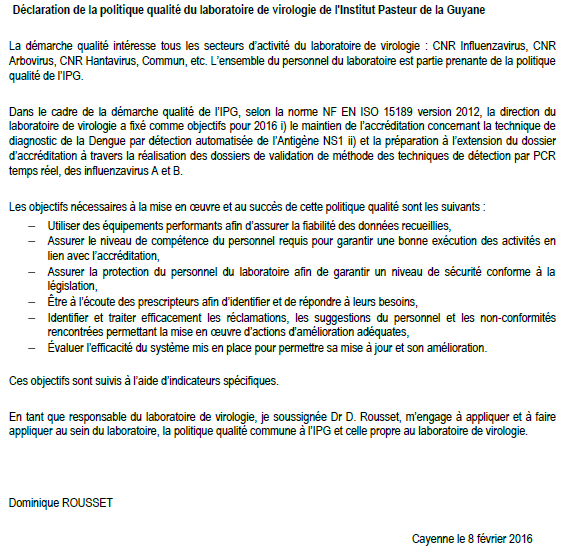 Déclaration de la politique qualité du laboratoire de virologie de l'Institut Pasteur de la Guyane
La démarche qualité intéresse tous les secteurs d'activité du laboratoire de virologie : CNR Influenzavirus, CNR
Arbovirus, CNR Hantavirus, Commun, etc. L'ensemble du personnel du laboratoire est partie prenante de la politique
qualité de l'IPG.
Dans le cadre de la démarche qualité de l'IPG, selon la norme NF EN ISO 15189 version 2012, la direction du
laboratoire de virologie a fixé comme objectifs pour 2016 i) le maintien de l'accréditation concernant la technique de
diagnostic de la Dengue par détection automatisée de l'Antigène NS1 ii) et la préparation à l'extension du dossier
d'accréditation à travers la réalisation des dossiers de validation de méthode des techniques de détection par PCR
temps réel, des influenzavirus A et B.
Les objectifs nécessaires à la mise en œuvre et au succès de cette politique qualité sont les suivants :
– Utiliser des équipements performants afin d'assurer la fiabilité des données recueillies,
– Assurer le niveau de compétence du personnel requis pour garantir une bonne exécution des activités en
lien avec l'accréditation,
– Assurer la protection du personnel du laboratoire afin de garantir un niveau de sécurité conforme à la
législation,
– Être à l'écoute des prescripteurs afin d'identifier et de répondre à leurs besoins,
– Identifier et traiter efficacement les réclamations, les suggestions du personnel et les non-conformités
rencontrées permettant la mise en œuvre d'actions d'amélioration adéquates,
– Évaluer l'efficacité du système mis en place pour permettre sa mise à jour et son amélioration.
Ces objectifs sont suivis à l'aide d'indicateurs spécifiques.
En tant que responsable du laboratoire de virologie, je soussignée Dr D. Rousset, m'engage à appliquer et à faire
appliquer au sein du laboratoire, la politique qualité commune à l'IPG et celle propre au laboratoire de virologie.
Dominique ROUSSET
Cayenne le 8 février 2016